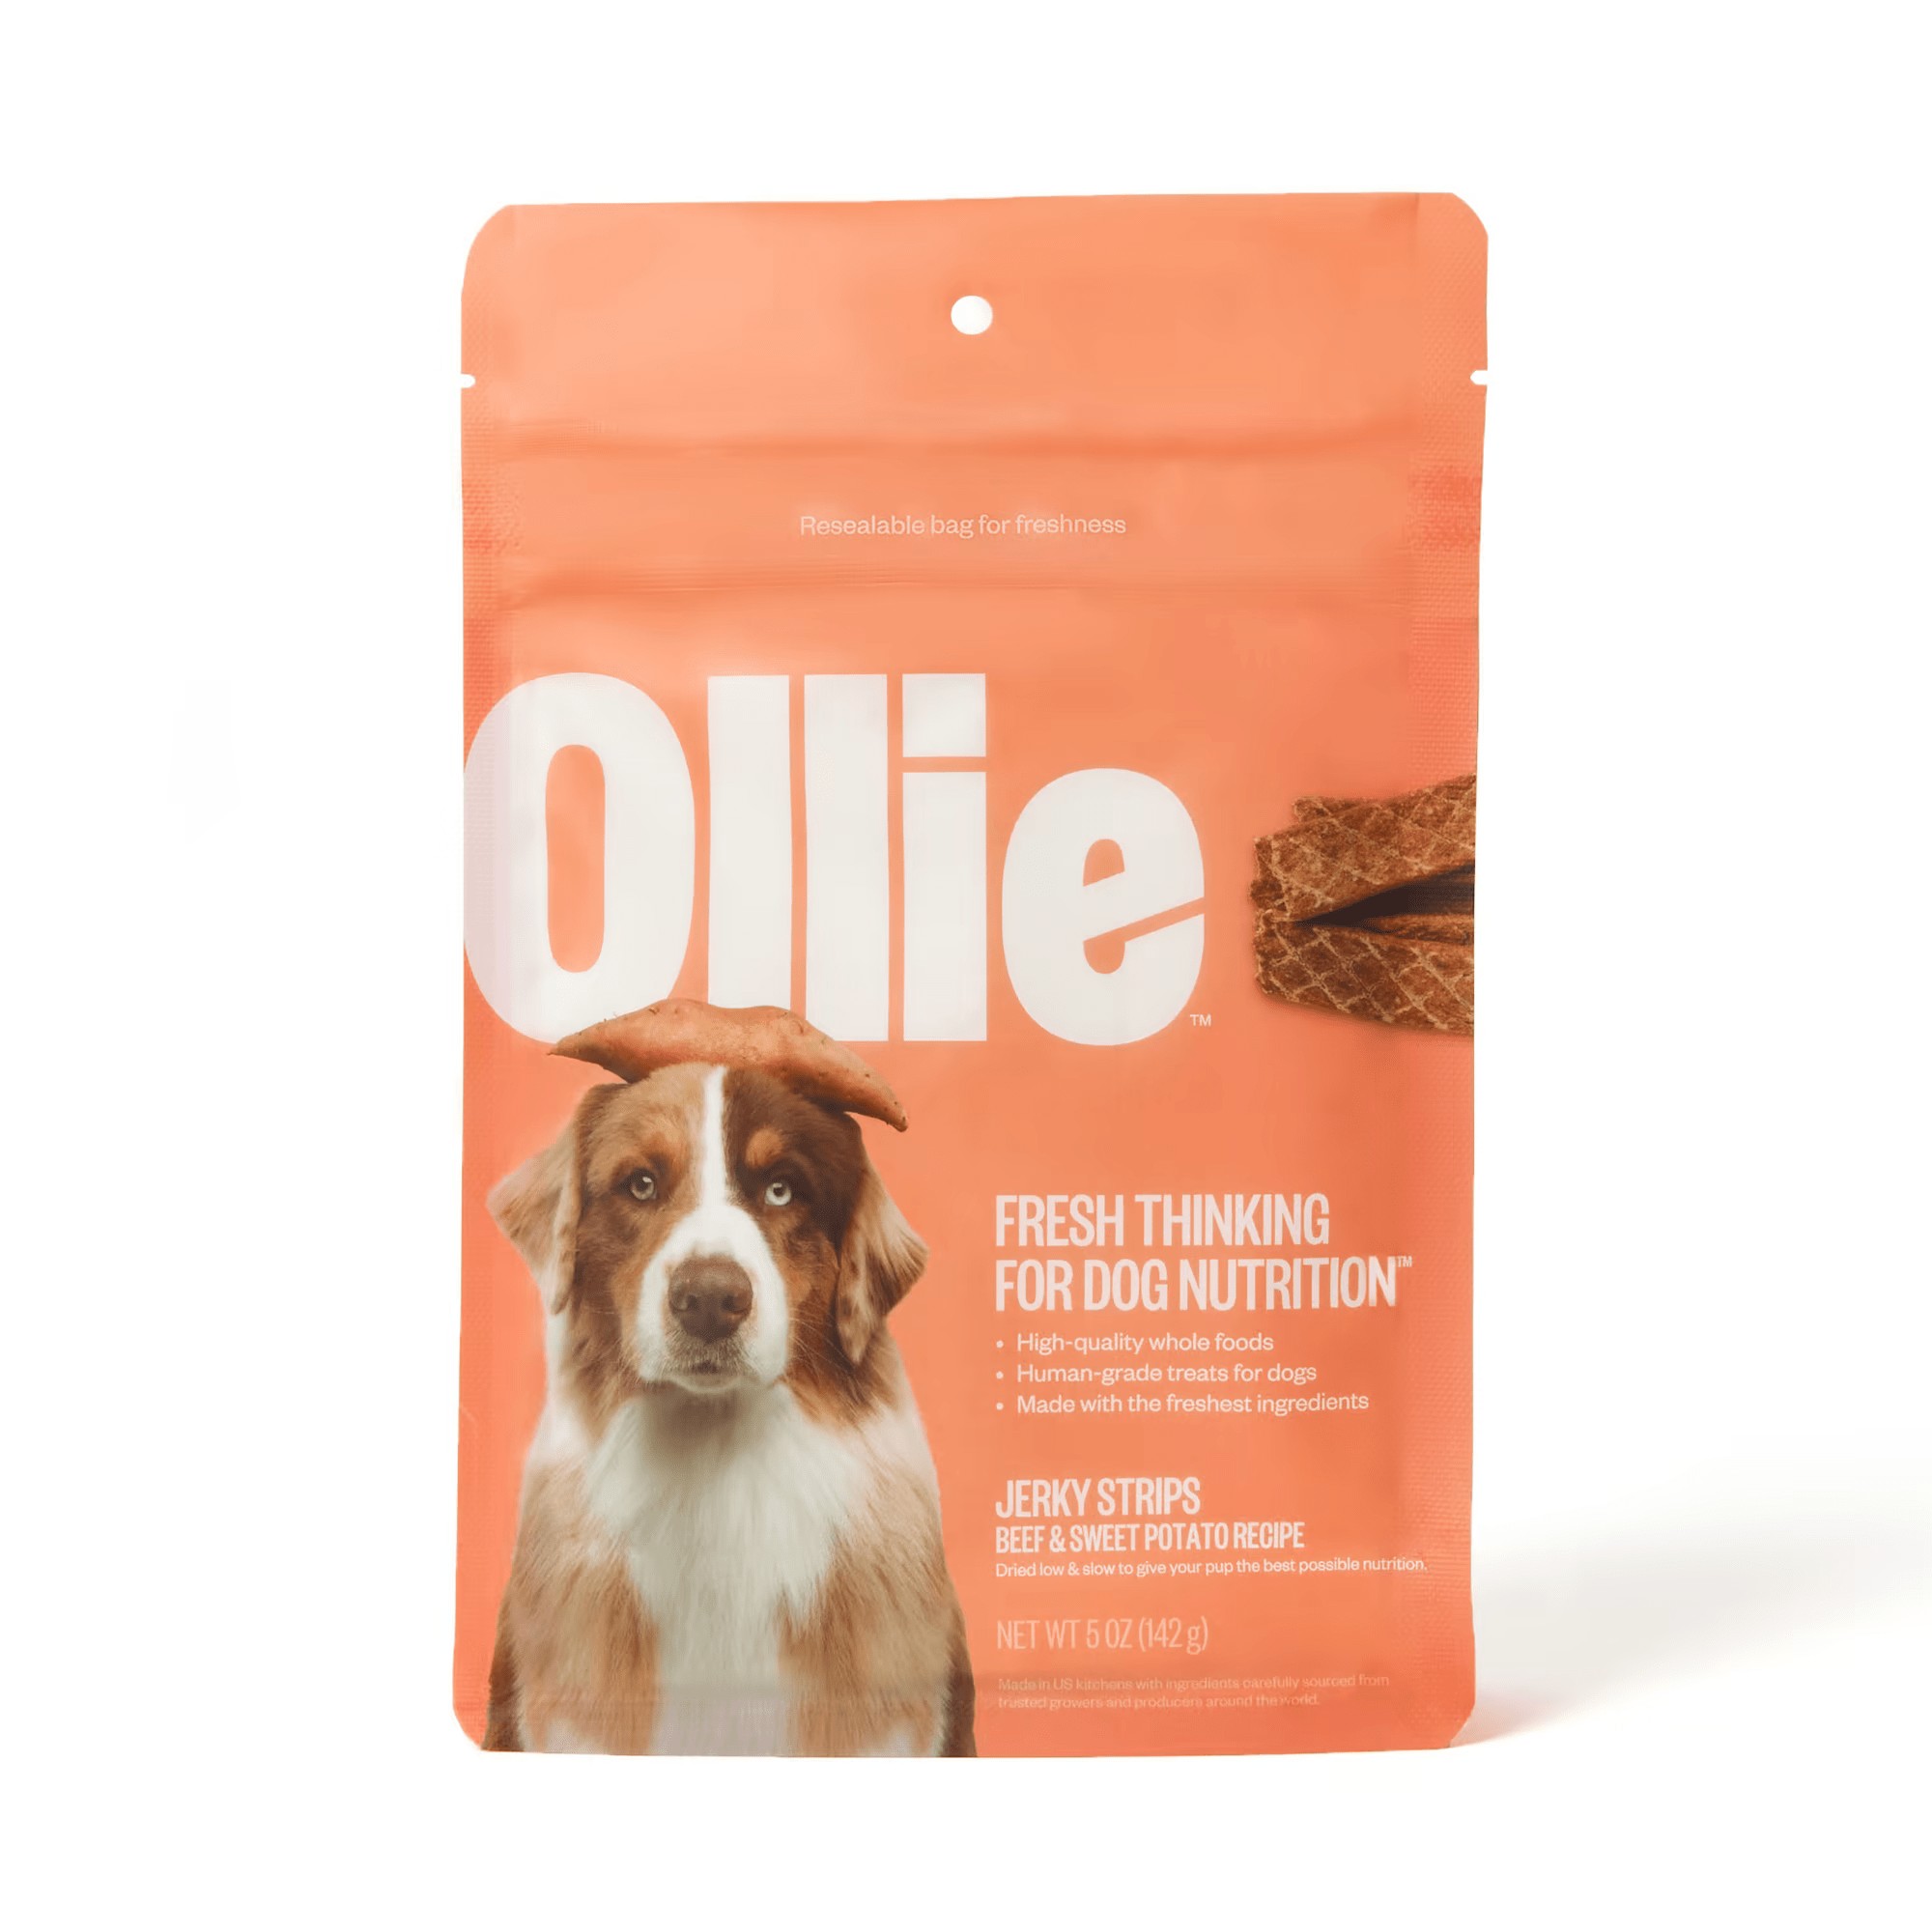 Resealable bag for freshness
Ollie™
FRESH THINKING
FOR DOG NUTRITION™
• High-quality whole foods
• Human-grade treats for dogs
• Made with the freshest ingredients
JERKY STRIPS
BEEF & SWEET POTATO RECIPE
Dried low & slow to give your pup the best possible nutrition.
NET WT 5 OZ (142 g)
Made in US kitchens with ingredients carefully sourced from
trusted growers and producers around the world.